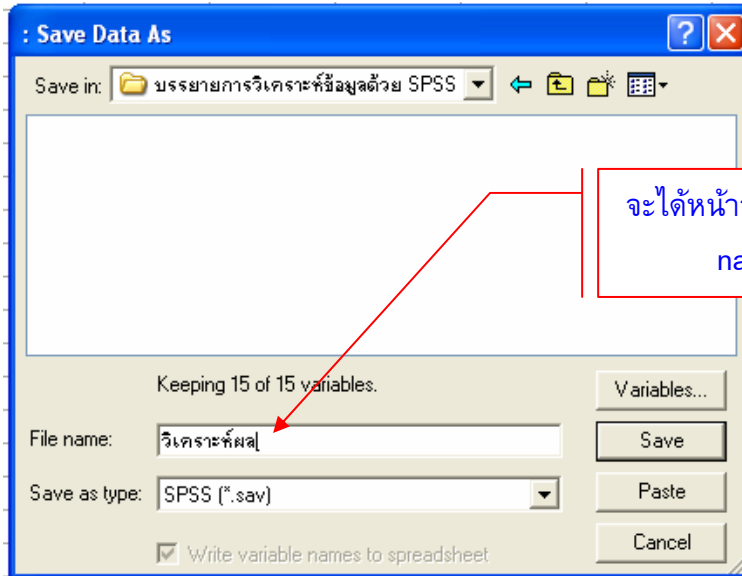 : Save Data As
Save in: บรรยายการวิเคราะห์ข้อมูลด้วย SPSS
จะได้หน้า
na
Keeping 15 of 15 variables.
Variables...
File name: วิเคราะห์ผล
Save
Save as type: SPSS (*.sav)
Paste
Write variable names to spreadsheet
Cancel